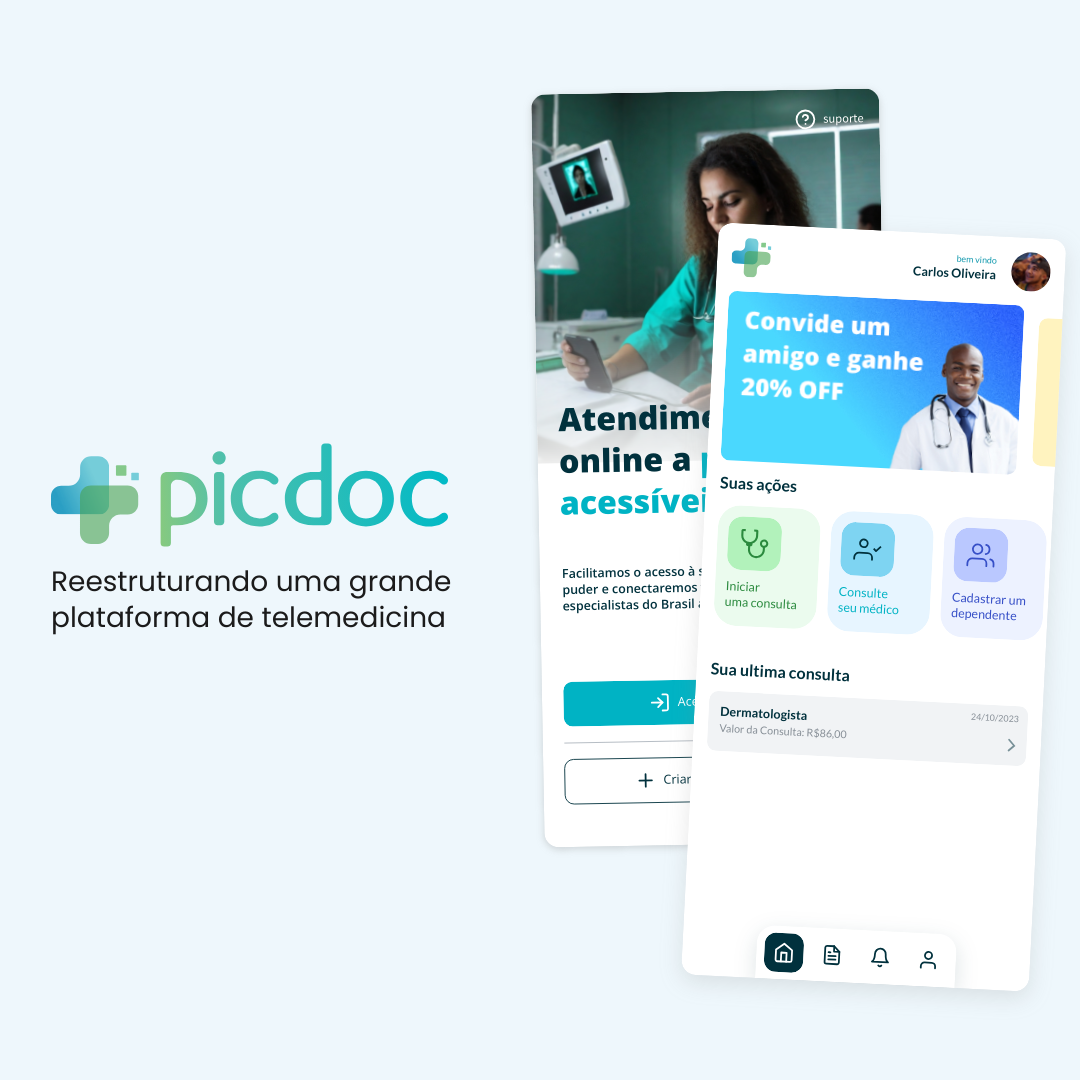 picdoc
Reestruturando uma grande
plataforma de telemedicina
suporte
Atendime
online a
acessívei
Facilitamos o acesso à s
puder e conectaremos
especialistas do Brasil
Ace
Criar
bem vindo
Carlos Oliveira
Convide um
amigo e ganhe
20% OFF
Suas ações
Iniciar
uma consulta
Consulte
seu médico
Cadastrar um
dependente
Sua ultima consulta
Dermatologista
24/10/2023
Valor da Consulta: R$86,00